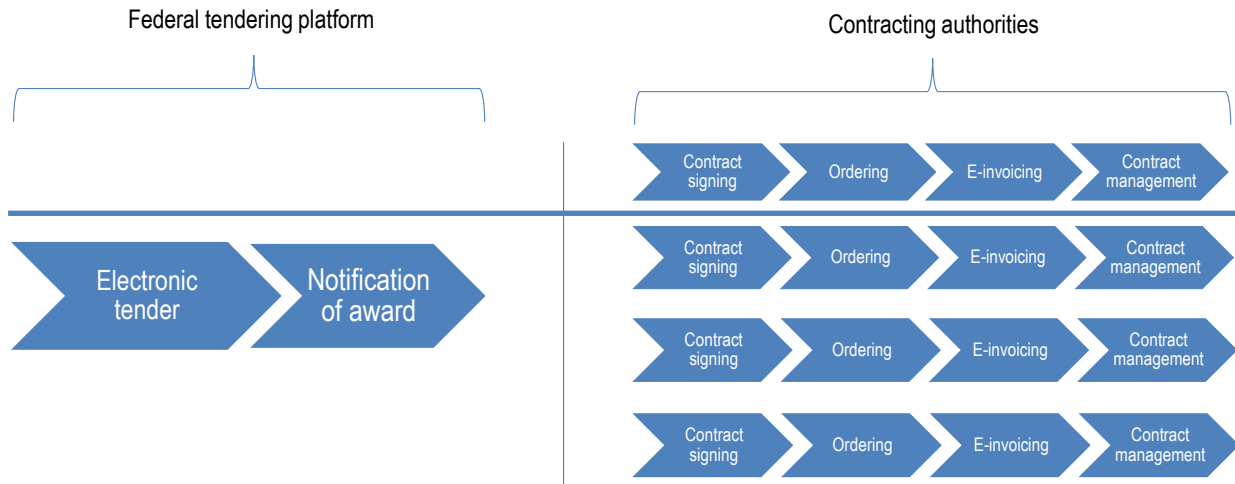 Federal tendering platform
Contracting authorities
Contract
signing
Ordering
E-invoicing
Contract
management
Electronic
tender
Notification
of award
Contract
signing
Ordering
E-invoicing
Contract
management
Contract
signing
Ordering
E-invoicing
Contract
management
Contract
signing
Ordering
E-invoicing
Contract
management